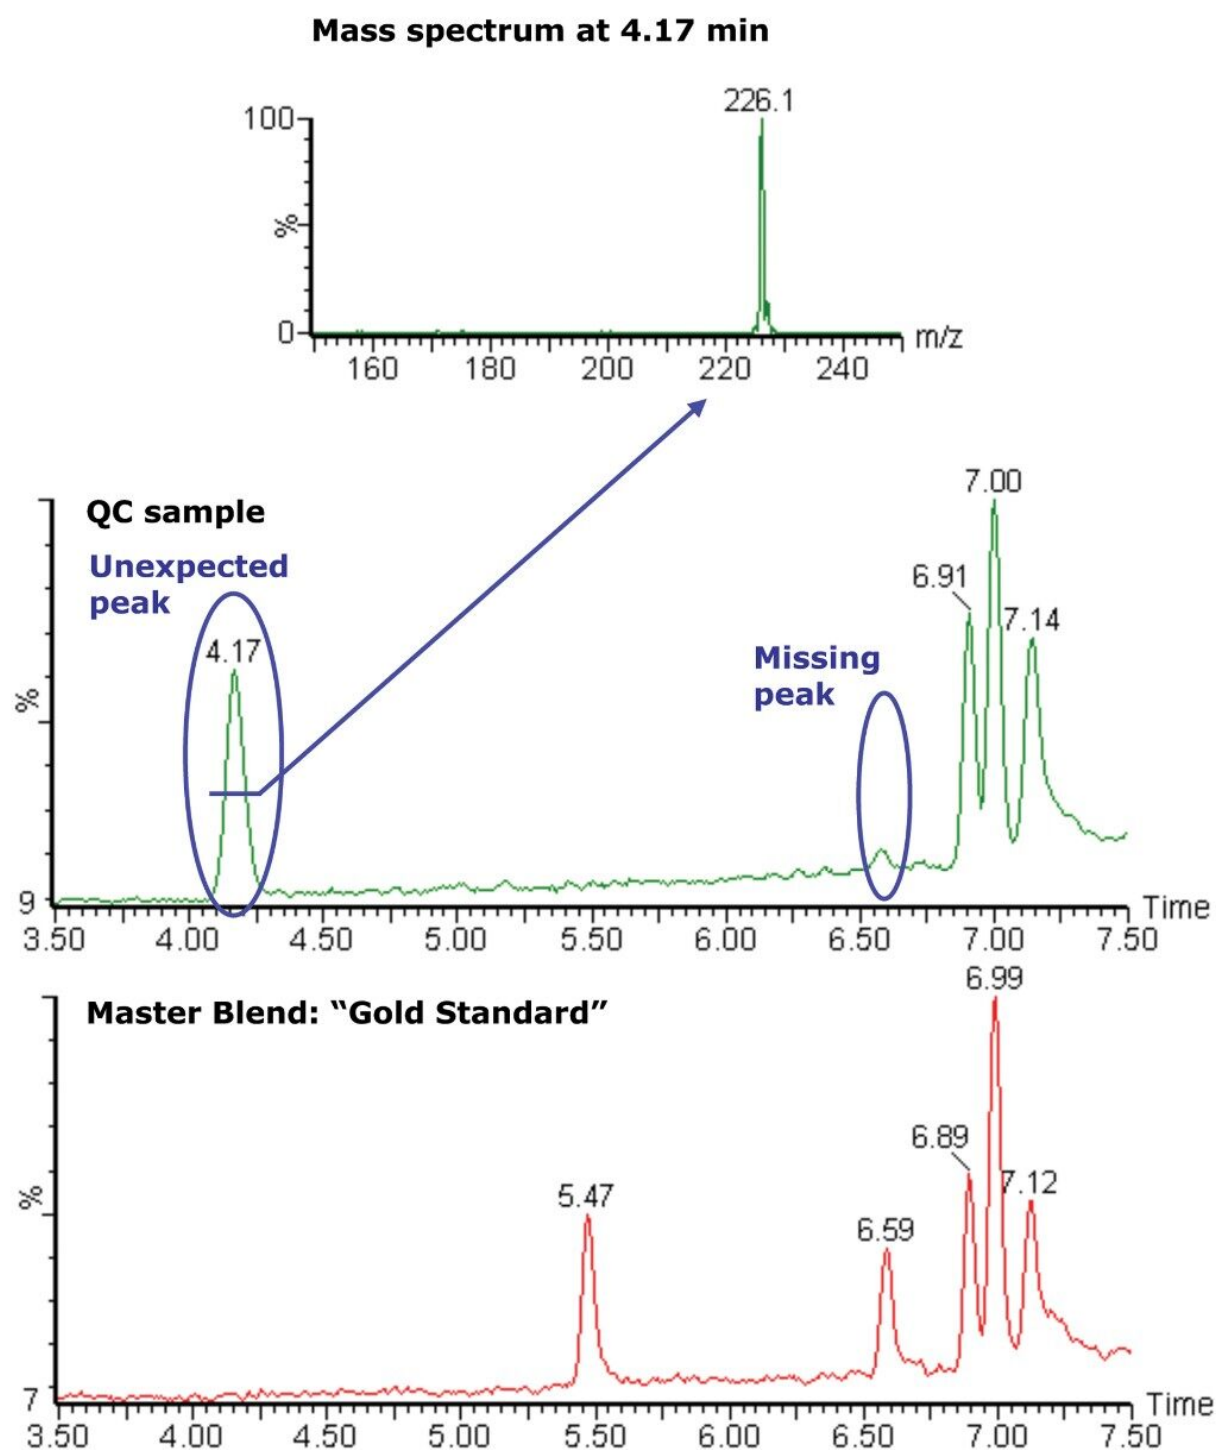 Mass spectrum at 4.17 min
226.1
100
%
0
m/z
160 180 200 220 240
7.00
QC sample
Unexpected
peak
6.91
7.14
4.17
Missing
peak
%
9
Time
3.50 4.00 4.50 5.00 5.50 6.00 6.50 7.00 7.50
6.99
Master Blend: “Gold Standard”
6.89
7.12
5.47
6.59
%
7
Time
3.50 4.00 4.50 5.00 5.50 6.00 6.50 7.00 7.50